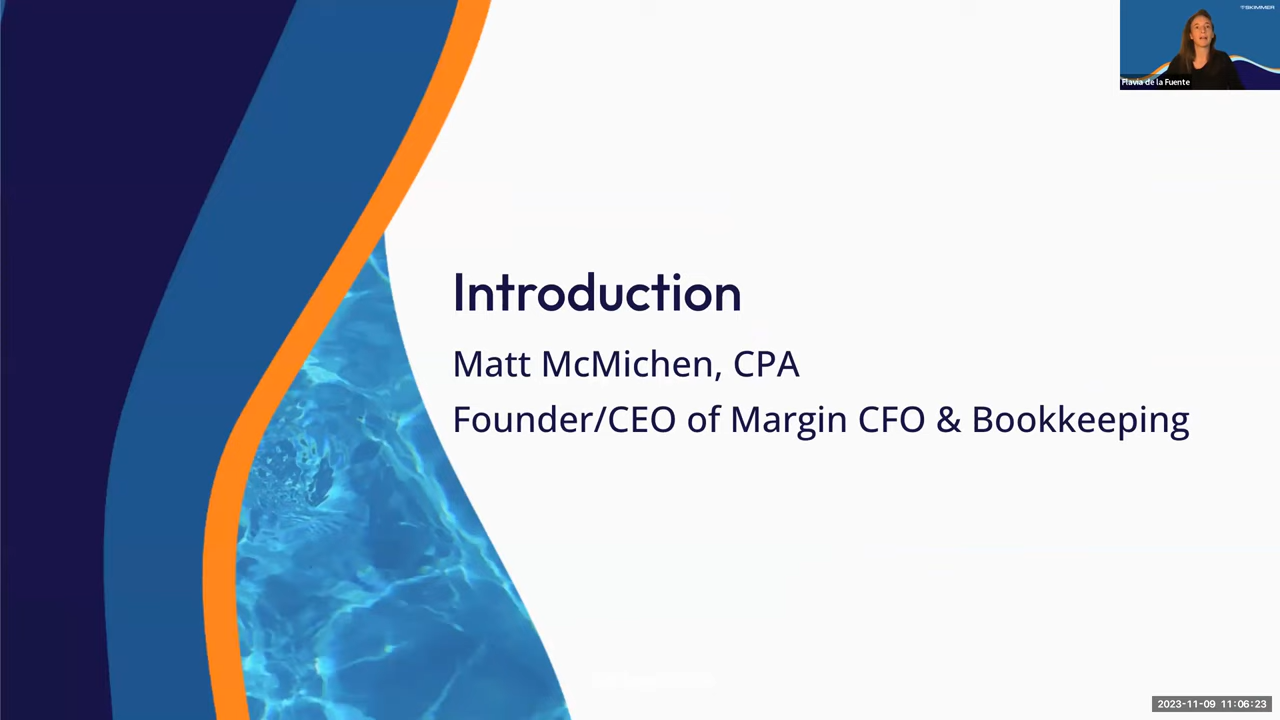 SKIMMER
Flavia de la Fuente
Introduction
Matt McMichen, CPA
Founder/CEO of Margin CFO & Bookkeeping
2023-11-09 11:06:23